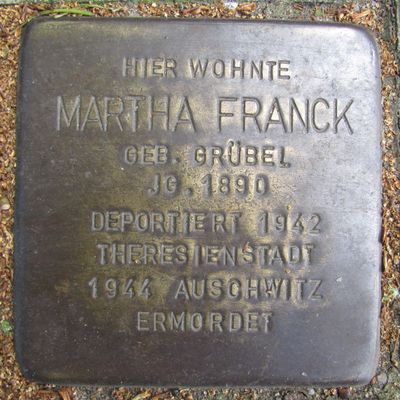 HIER WOHNTE
MARTHA FRANCK
GEB. GRÜBEL
JG. 1890
DEPORTIERT 1942
THERESIENSTADT
1944 AUSCHWITZ
ERMORDET